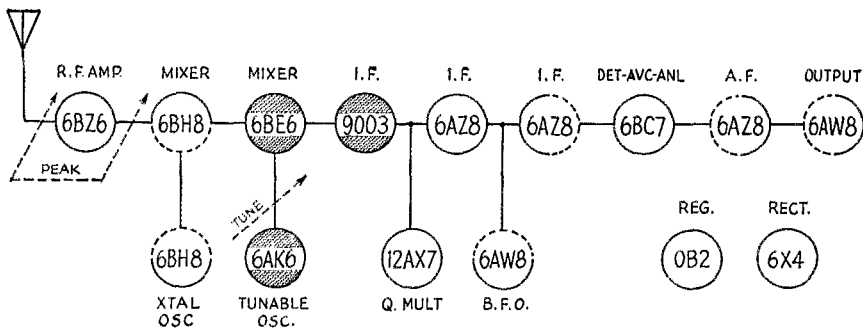 R.F. AMP. MIXER MIXER I.F. I.F. I.F. DET-AVC-ANL A.F. OUTPUT
6BZ6 6BH8 6BE6 9003 6AZ8 6AZ8 6BC7 6AZ8 6AW8
PEAK
TUNE
REG. RECT.
6BH8 6AK6 12AX7 6AW8 0B2 6X4
XTAL OSC
TUNABLE OSC.
Q. MULT
B.F.O.